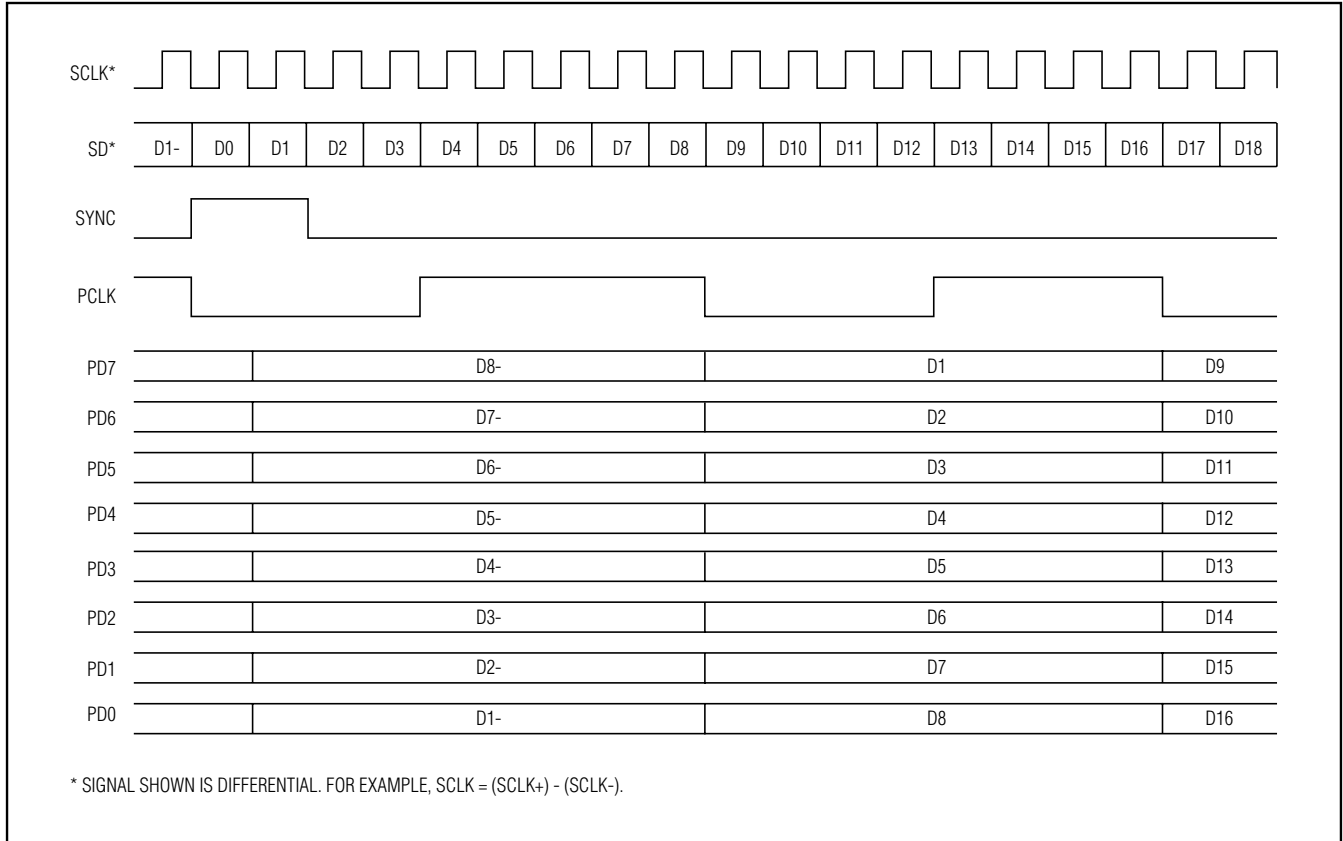 SCLK*
SD* D1- D0 D1 D2 D3 D4 D5 D6 D7 D8 D9 D10 D11 D12 D13 D14 D15 D16 D17 D18
SYNC
PCLK
PD7 D8- D1 D9
PD6 D7- D2 D10
PD5 D6- D3 D11
PD4 D5- D4 D12
PD3 D4- D5 D13
PD2 D3- D6 D14
PD1 D2- D7 D15
PD0 D1- D8 D16
* SIGNAL SHOWN IS DIFFERENTIAL. FOR EXAMPLE, SCLK = (SCLK+) - (SCLK-).